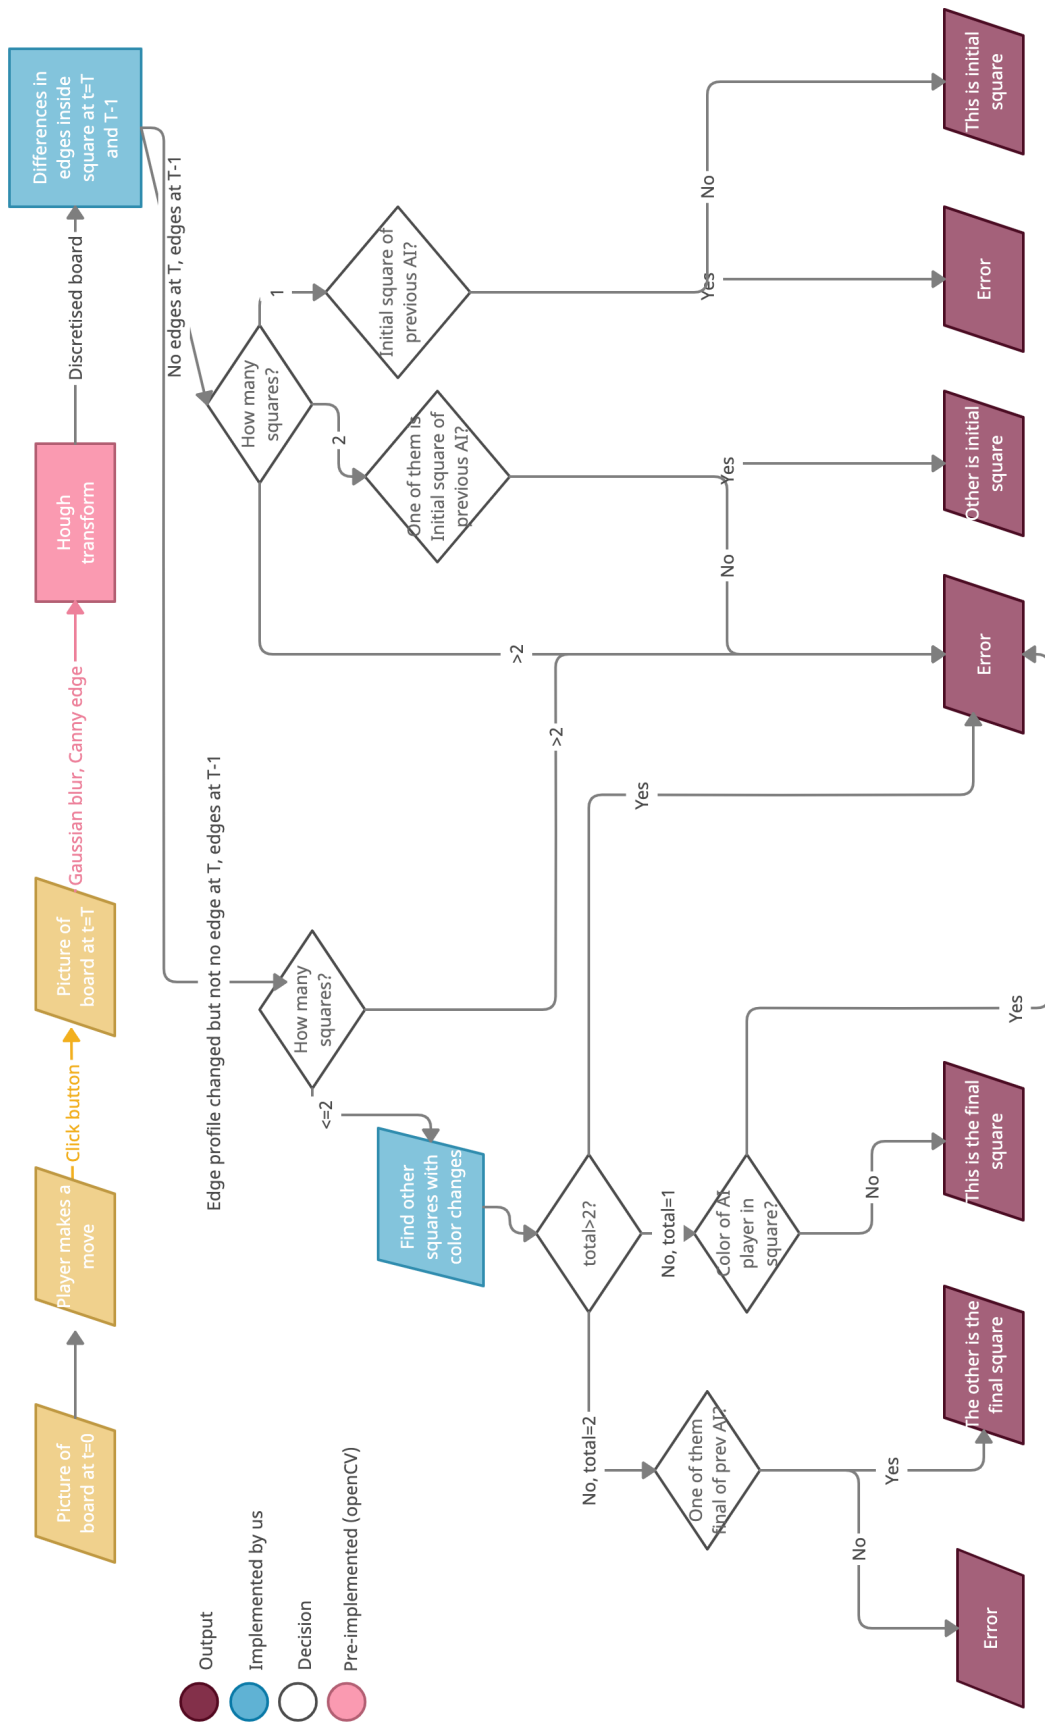 Picture of
board at t=0
Player makes a
move
Click button
Picture of
board at t=T
Gaussian blur, Canny edge
Hough
transform
Discretised board
Differences in
edges inside
square at t=T
and T-1
No edges at T, edges at T-1
Edge profile changed but not no edge at T, edges at T-1
Output
Implemented by us
Decision
Pre-implemented (openCV)
How many
squares?
<=2
>2
How many
squares?
1
2
>2
Initial square of
previous AI?
One of them is
Initial square of
previous AI?
Find other
squares with
color changes
total>2?
Yes
No, total=2
No, total=1
One of them
final of prev AI?
Color of AI
player in
square?
No
Yes
No
Yes
No
Yes
Yes
No
Error
The other is the
final square
This is the final
square
Error
Other is initial
square
Error
This is initial
square